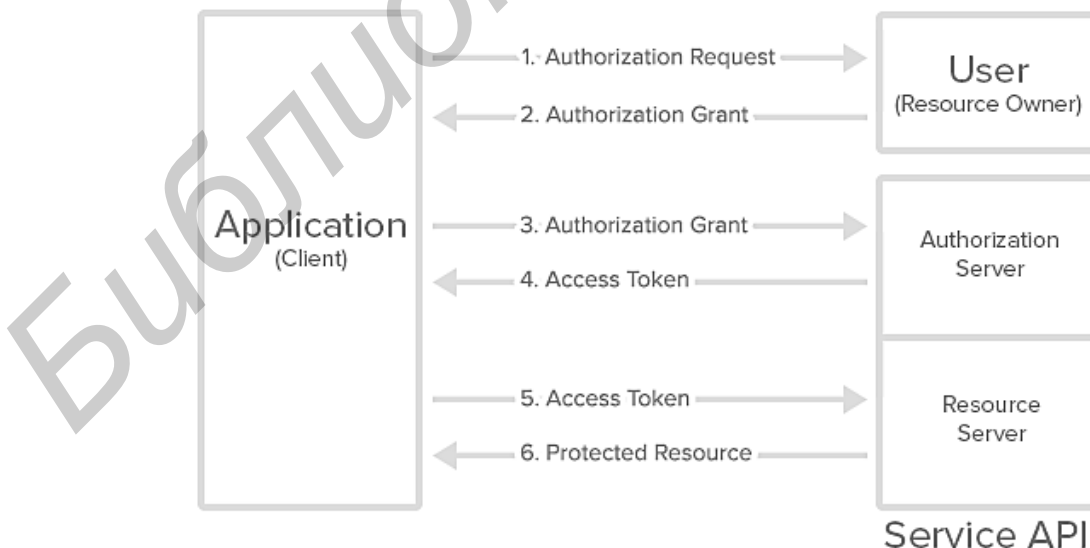 1. Authorization Request
User
(Resource Owner)
2. Authorization Grant
Application
(Client)
3. Authorization Grant
Authorization
Server
4. Access Token
5. Access Token
Resource
Server
6. Protected Resource
Service API